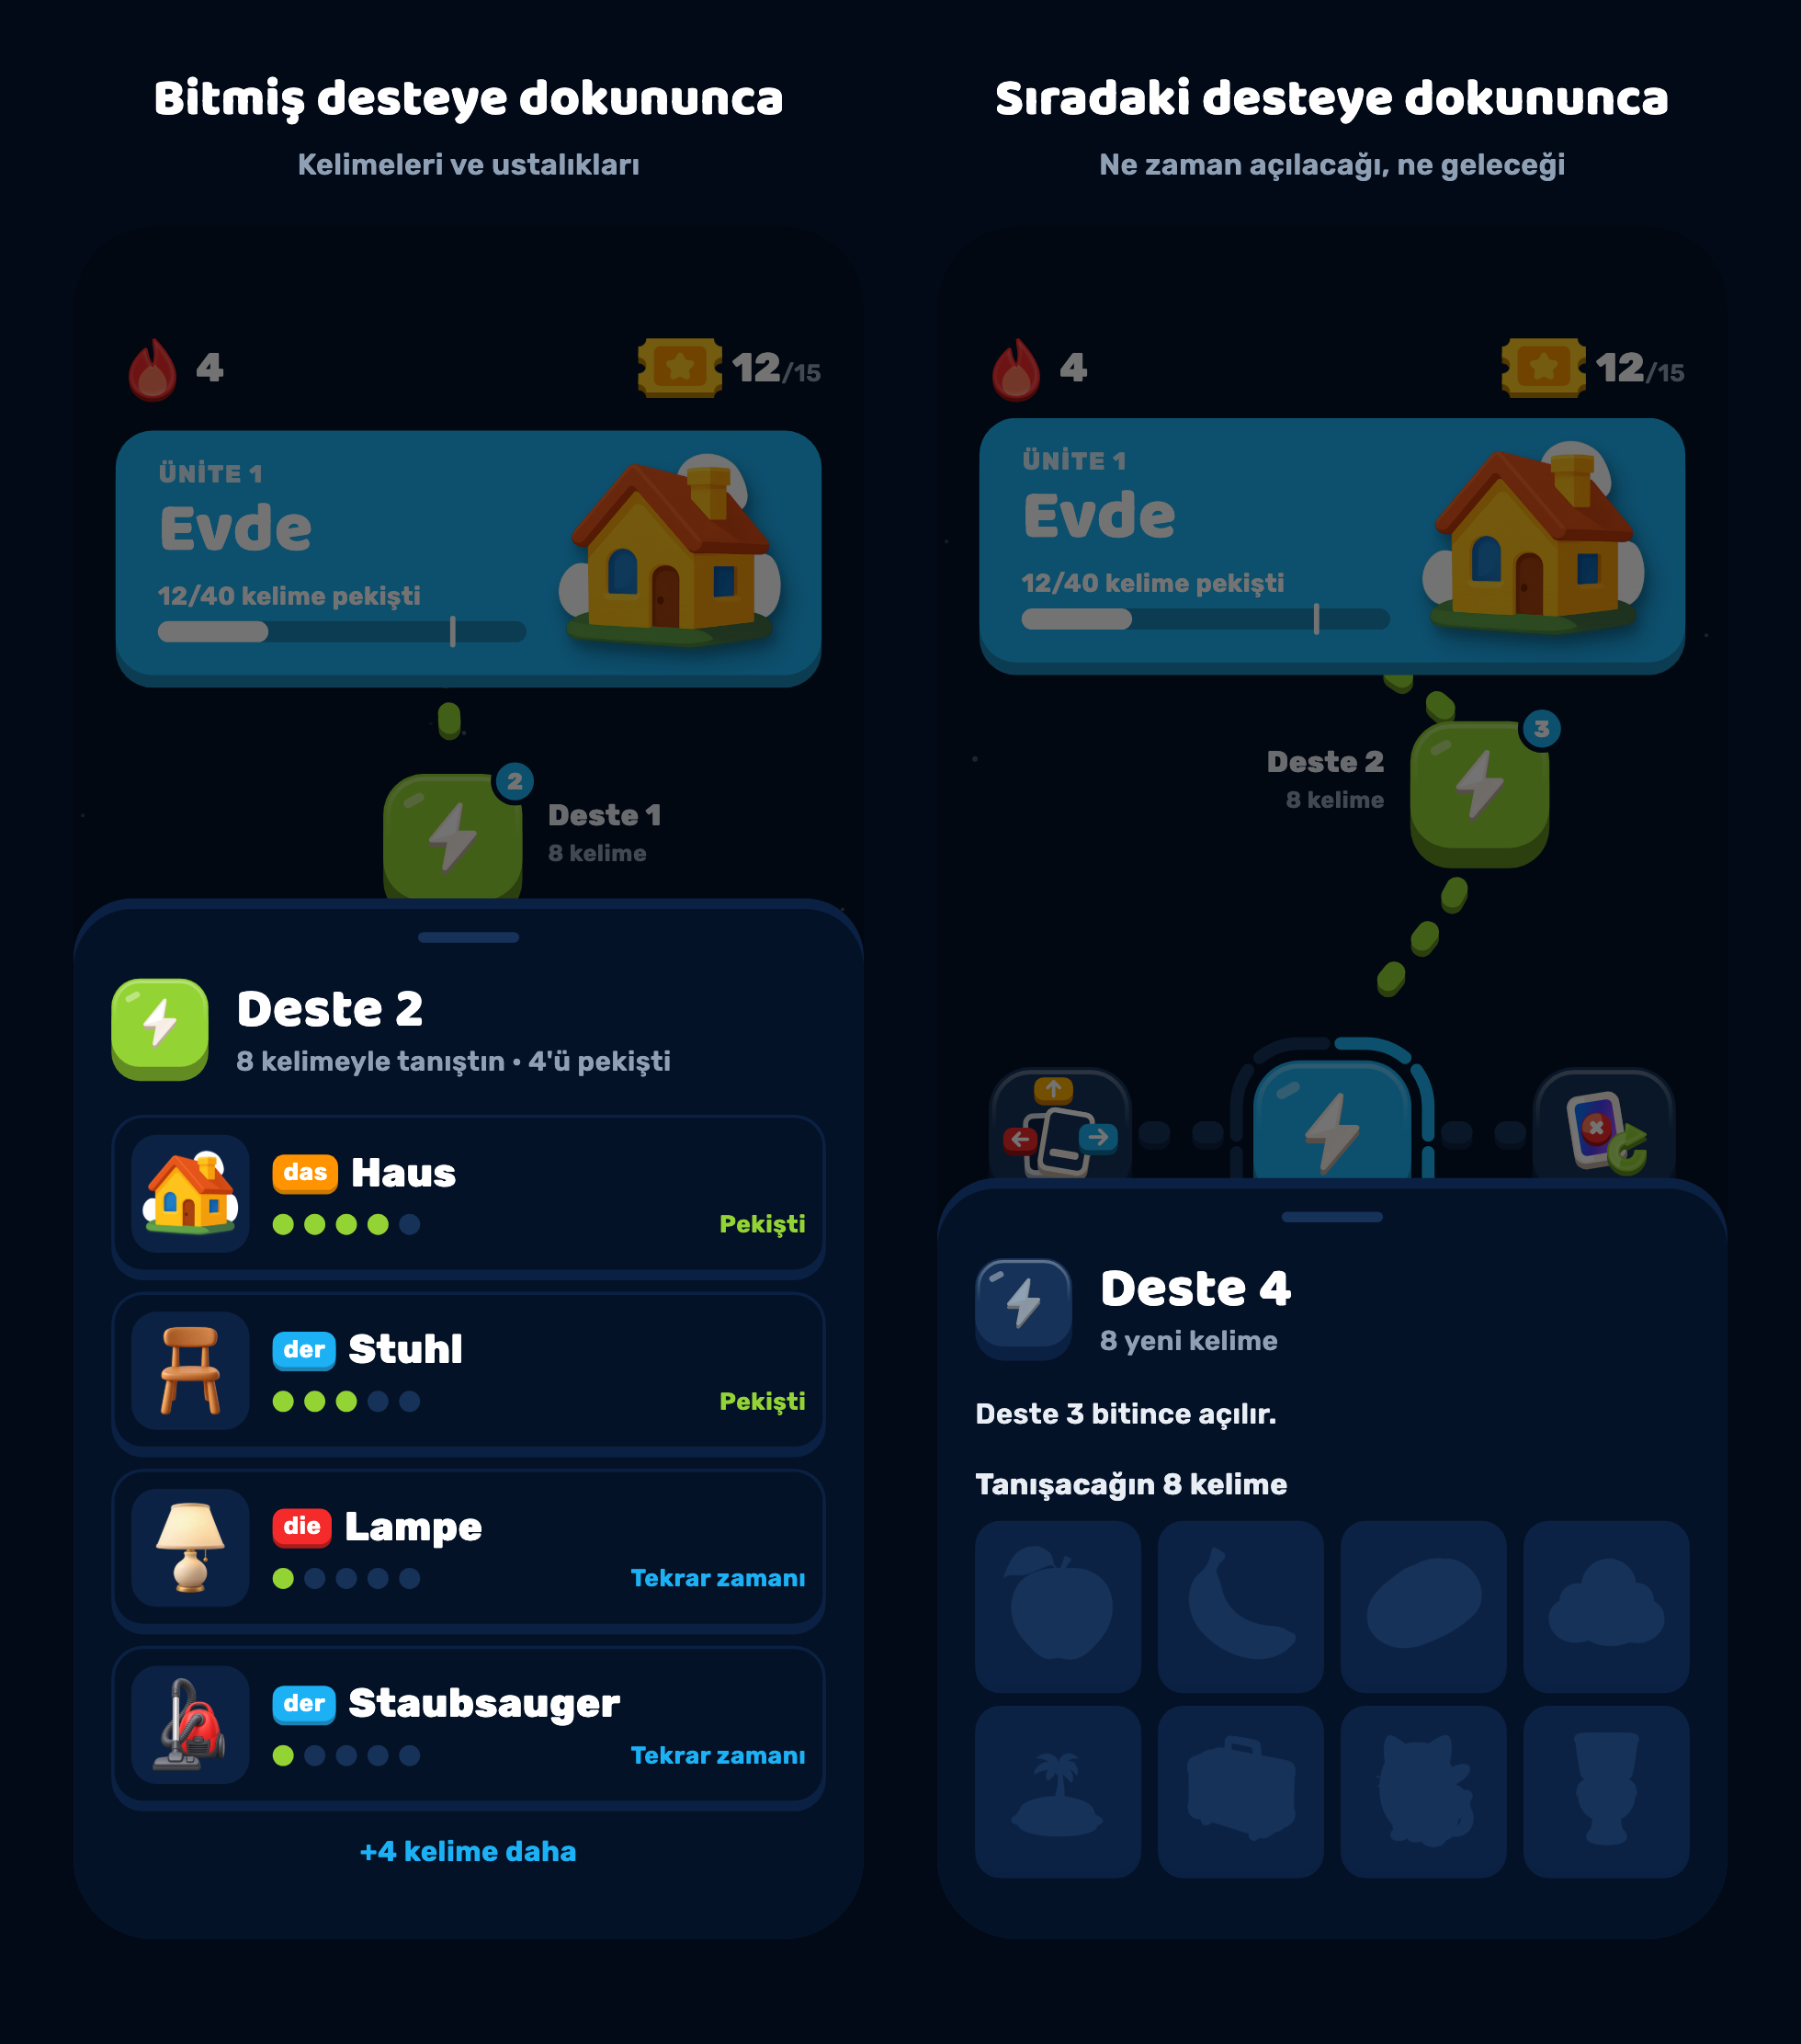 Bitmiş desteye dokununca
Kelimeleri ve ustalıkları
4
12/15
ÜNİTE 1
Evde
12/40 kelime pekişti
2
Deste 1
8 kelime
Deste 2
8 kelimeyle tanıştın • 4'ü pekişti
das Haus
Pekişti
der Stuhl
Pekişti
die Lampe
Tekrar zamanı
der Staubsauger
Tekrar zamanı
+4 kelime daha
Sıradaki desteye dokununca
Ne zaman açılacağı, ne geleceği
4
12/15
ÜNİTE 1
Evde
12/40 kelime pekişti
3
Deste 2
8 kelime
Deste 4
8 yeni kelime
Deste 3 bitince açılır.
Tanışacağın 8 kelime